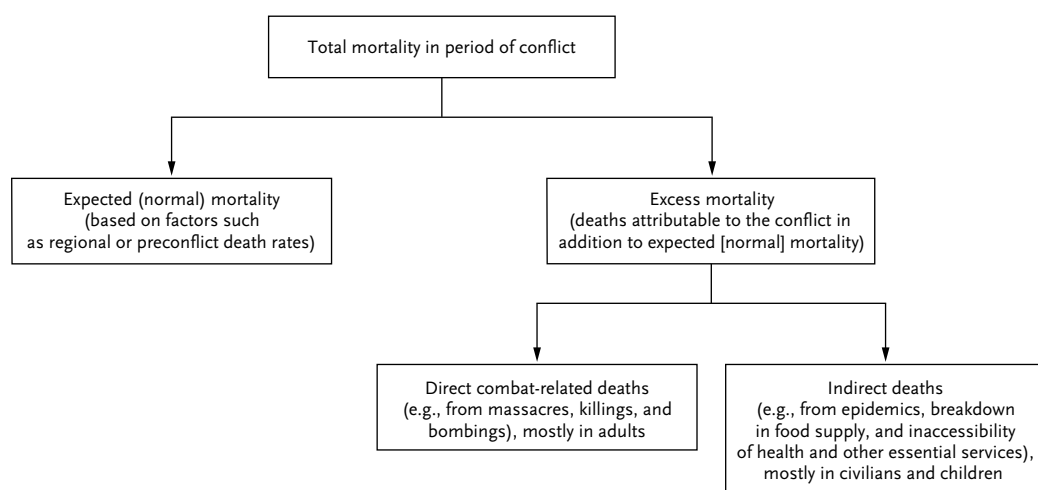 Total mortality in period of conflict
Expected (normal) mortality
(based on factors such
as regional or preconflict death rates)
Excess mortality
(deaths attributable to the conflict in
addition to expected [normal] mortality)
Direct combat-related deaths
(e.g., from massacres, killings, and
bombings), mostly in adults
Indirect deaths
(e.g., from epidemics, breakdown
in food supply, and inaccessibility
of health and other essential services),
mostly in civilians and children